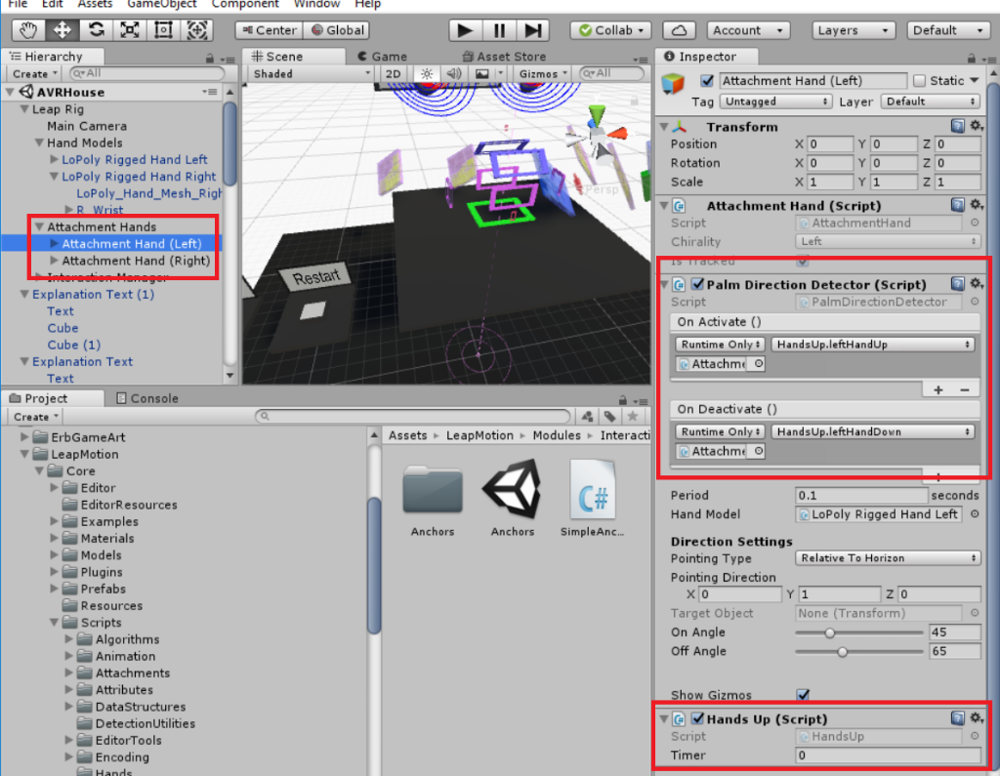 File Edit Assets GameObject Component Window Help
Center Global Collab Account Layers Default
Hierarchy
Create All
AVRHouse
Leap Rig
Main Camera
Hand Models
LoPoly Rigged Hand Left
LoPoly Rigged Hand Right
LoPoly_Hand_Mesh_Righ
R_Wrist
Attachment Hands
Attachment Hand (Left)
Attachment Hand (Right)
Interaction Manager
Explanation Text (1)
Text
Cube
Cube (1)
Explanation Text
Text
Scene Game Asset Store
Shaded 2D Gizmos All
Persp
Restart
Project Console
Create
ErbGameArt
LeapMotion
Core
Editor
EditorResources
Examples
Materials
Models
Plugins
Prefabs
Resources
Scripts
Algorithms
Animation
Attachments
Attributes
DataStructures
DetectionUtilities
EditorTools
Encoding
Hands
Assets LeapMotion Modules Interacti
Anchors Anchors SimpleAnc...
C#
Inspector
Attachment Hand (Left) Static
Tag Untagged Layer Default
Transform
Position X 0 Y 0 Z 0
Rotation X 0 Y 0 Z 0
Scale X 1 Y 1 Z 1
Attachment Hand (Script)
Script AttachmentHand
Chirality Left
Is Tracked
Palm Direction Detector (Script)
Script PalmDirectionDetector
On Activate ()
Runtime Only HandsUp.leftHandUp
Attachme
+ −
On Deactivate ()
Runtime Only HandsUp.leftHandDown
Attachme
Period 0.1 seconds
Hand Model LoPoly Rigged Hand Left
Direction Settings
Pointing Type Relative To Horizon
Pointing Direction
X 0 Y 1 Z 0
Target Object None (Transform)
On Angle 45
Off Angle 65
Show Gizmos
Hands Up (Script)
Script HandsUp
Timer 0